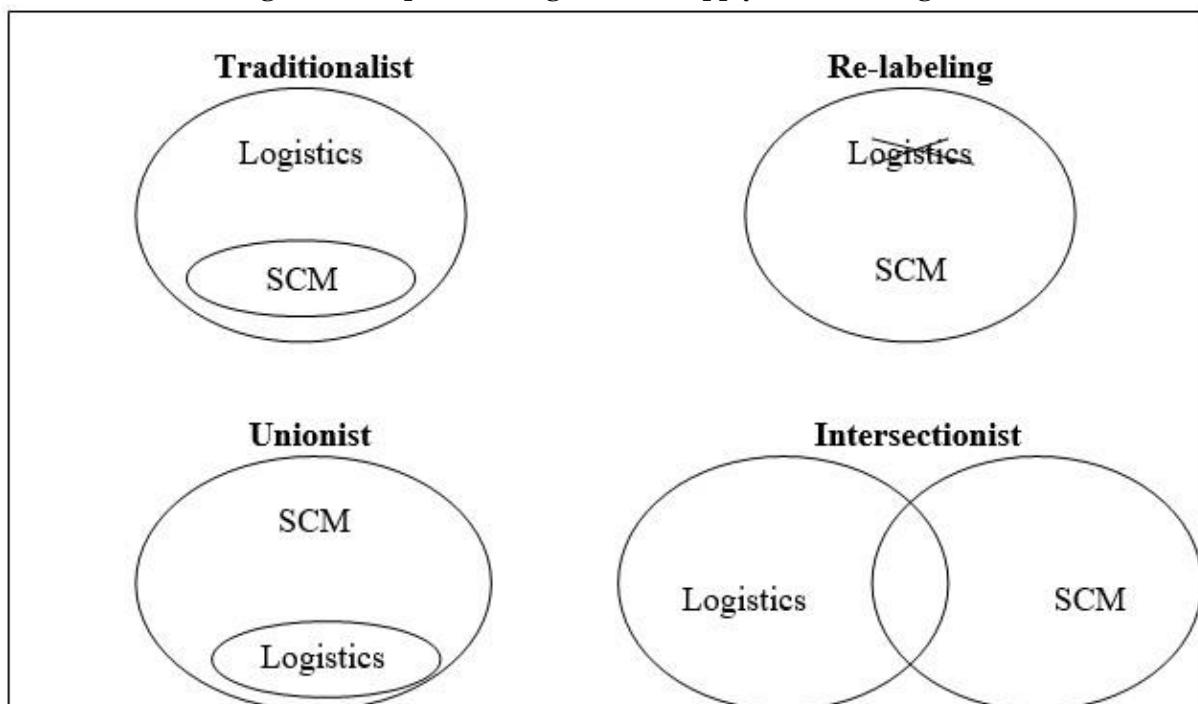 Traditionalist
Logistics
SCM
Re-labeling
Logistics
SCM
Unionist
SCM
Logistics
Intersectionist
Logistics
SCM